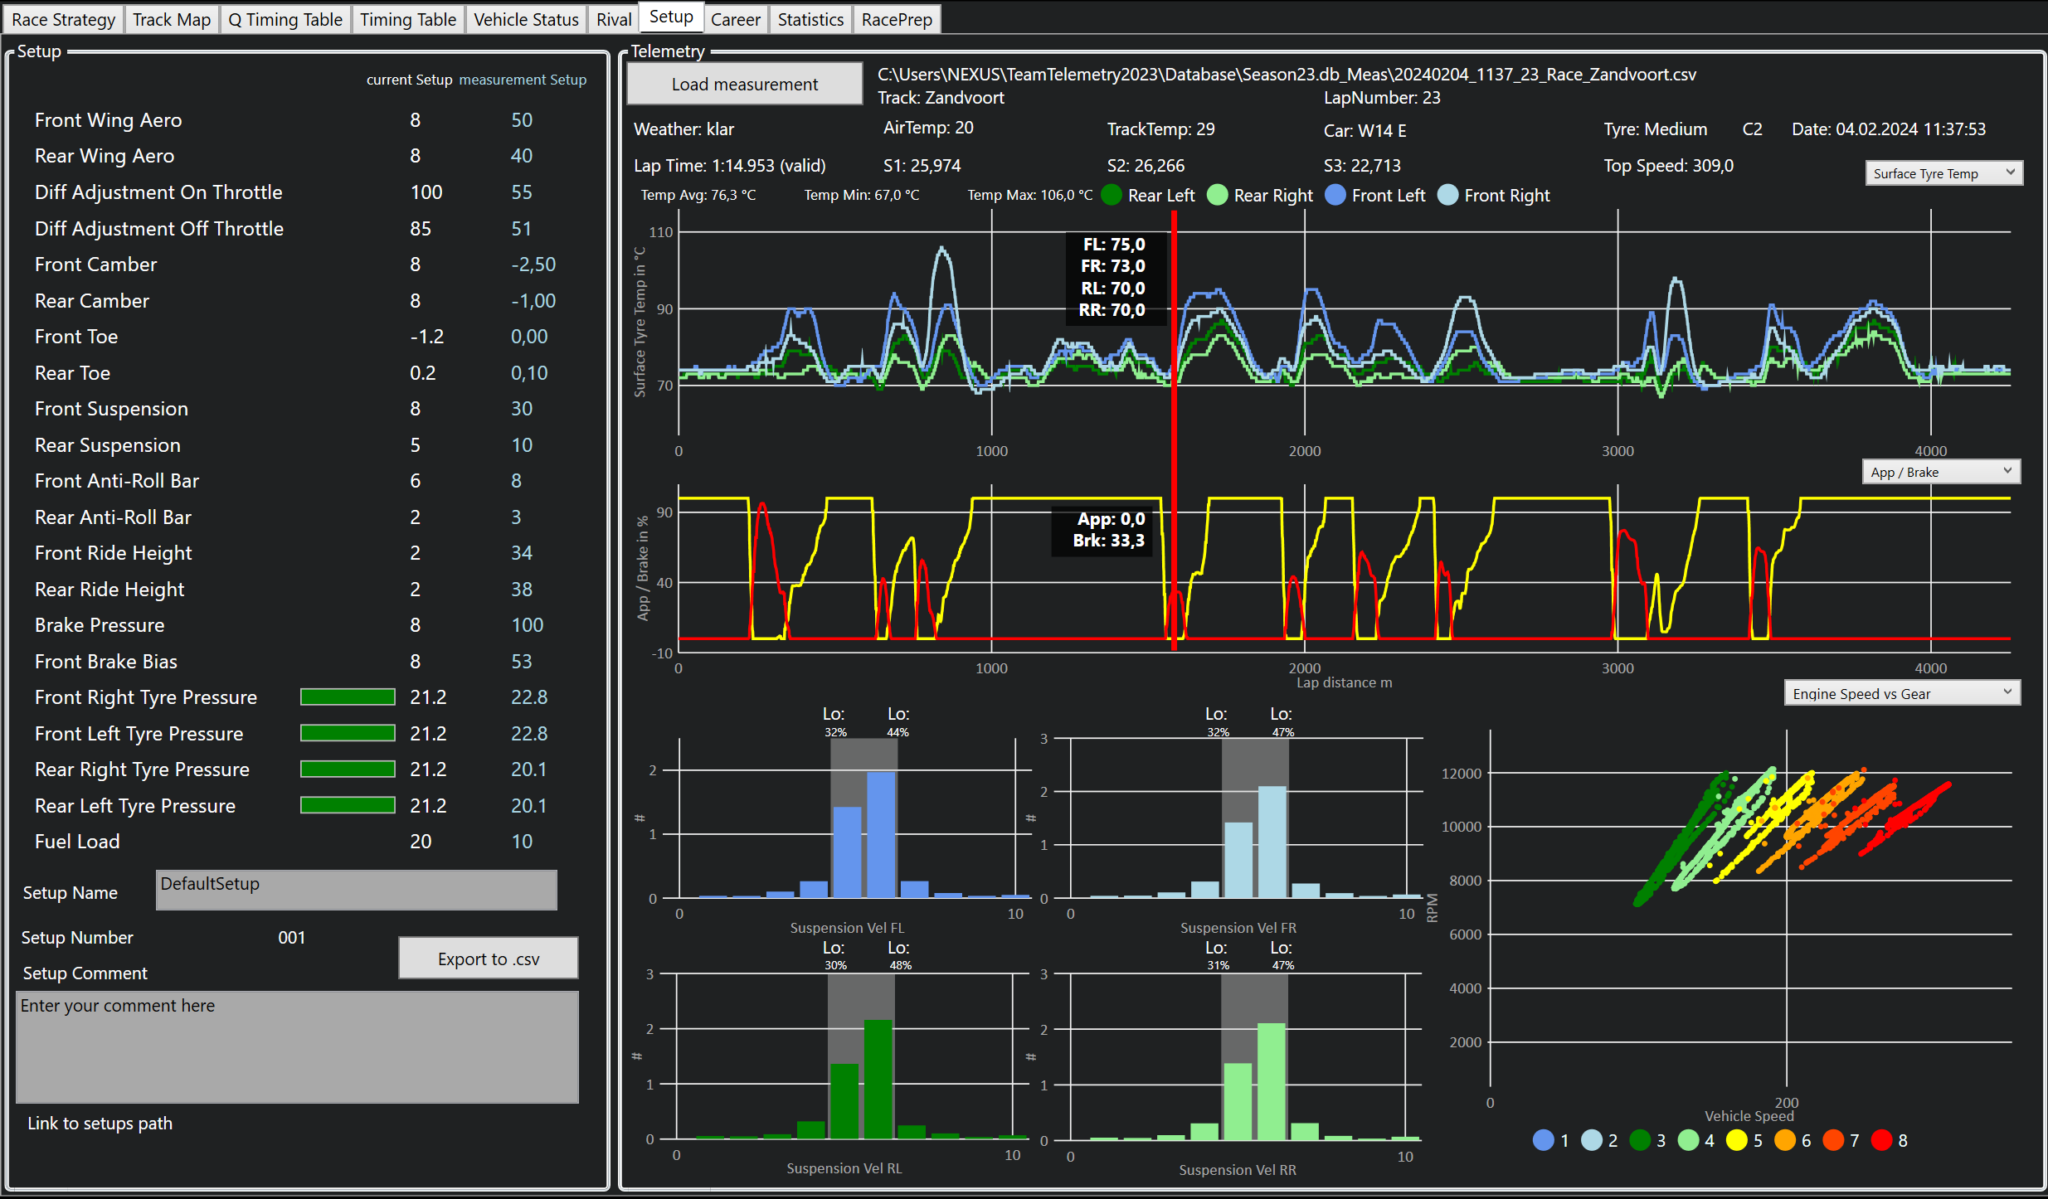 Race Strategy Track Map Q Timing Table Timing Table Vehicle Status Rival Setup Career Statistics RacePrep
Setup
current Setup measurement Setup
Front Wing Aero 8 50
Rear Wing Aero 8 40
Diff Adjustment On Throttle 100 55
Diff Adjustment Off Throttle 85 51
Front Camber 8 -2,50
Rear Camber 8 -1,00
Front Toe -1.2 0,00
Rear Toe 0.2 0,10
Front Suspension 8 30
Rear Suspension 5 10
Front Anti-Roll Bar 6 8
Rear Anti-Roll Bar 2 3
Front Ride Height 2 34
Rear Ride Height 2 38
Brake Pressure 8 100
Front Brake Bias 8 53
Front Right Tyre Pressure 21.2 22.8
Front Left Tyre Pressure 21.2 22.8
Rear Right Tyre Pressure 21.2 20.1
Rear Left Tyre Pressure 21.2 20.1
Fuel Load 20 10
Setup Name DefaultSetup
Setup Number 001
Export to .csv
Setup Comment
Enter your comment here
Link to setups path
Telemetry
Load measurement
C:\Users\NEXUS\TeamTelemetry2023\Database\Season23.db_Meas\20240204_1137_23_Race_Zandvoort.csv
Track: Zandvoort LapNumber: 23
Weather: klar AirTemp: 20 TrackTemp: 29 Car: W14 E Tyre: Medium C2 Date: 04.02.2024 11:37:53
Lap Time: 1:14.953 (valid) S1: 25,974 S2: 26,266 S3: 22,713 Top Speed: 309,0
Surface Tyre Temp
Temp Avg: 76,3 °C Temp Min: 67,0 °C Temp Max: 106,0 °C Rear Left Rear Right Front Left Front Right
Surface Tyre Temp in °C
110
90
70
FL: 75,0
FR: 73,0
RL: 70,0
RR: 70,0
0 1000 2000 3000 4000
App / Brake
App / Brake in %
90
40
-10
App: 0,0
Brk: 33,3
0 1000 2000 3000 4000
Lap distance m
Engine Speed vs Gear
Lo: Lo:
32% 44%
2
1
0
#
0 10
Suspension Vel FL
Lo: Lo:
32% 47%
3
2
1
0
#
0 10
Suspension Vel FR
Lo: Lo:
30% 48%
3
2
1
0
#
0 10
Suspension Vel RL
Lo: Lo:
31% 47%
3
2
1
0
#
0 10
Suspension Vel RR
RPM
12000
10000
8000
6000
4000
2000
0 200
Vehicle Speed
1 2 3 4 5 6 7 8